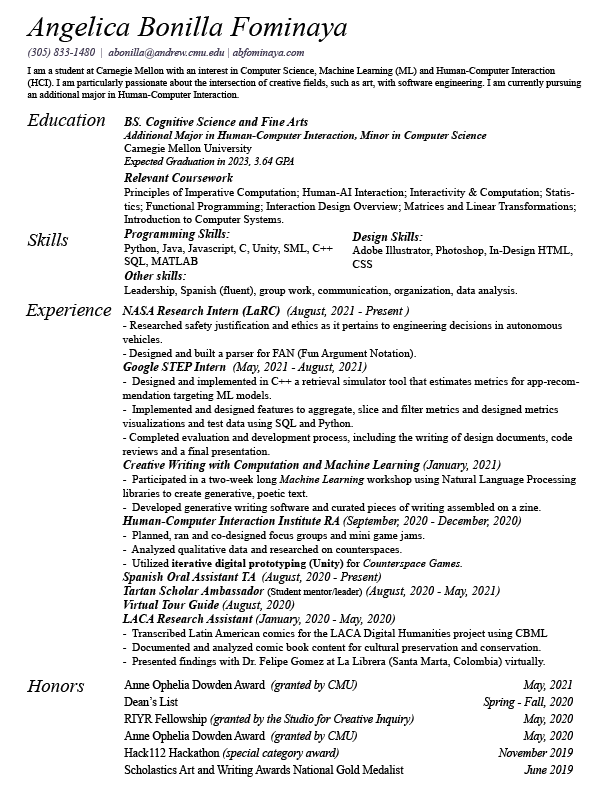 Angelica Bonilla Fominaya
(305) 833-1480 | abonilla@andrew.cmu.edu | abfominaya.com
I am a student at Carnegie Mellon with an interest in Computer Science, Machine Learning (ML) and Human-Computer Interaction
(HCI). I am particularly passionate about the intersection of creative fields, such as art, with software engineering. I am currently pursuing
an additional major in Human-Computer Interaction.
Education
BS. Cognitive Science and Fine Arts
Additional Major in Human-Computer Interaction, Minor in Computer Science
Carnegie Mellon University
Expected Graduation in 2023, 3.64 GPA
Relevant Coursework
Principles of Imperative Computation; Human-AI Interaction; Interactivity & Computation; Statis-
tics; Functional Programming; Interaction Design Overview; Matrices and Linear Transformations;
Introduction to Computer Systems.
Skills
Programming Skills:
Python, Java, Javascript, C, Unity, SML, C++
SQL, MATLAB
Design Skills:
Adobe Illustrator, Photoshop, In-Design HTML,
CSS
Other skills:
Leadership, Spanish (fluent), group work, communication, organization, data analysis.
Experience
NASA Research Intern (LaRC) (August, 2021 - Present )
- Researched safety justification and ethics as it pertains to engineering decisions in autonomous
vehicles.
- Designed and built a parser for FAN (Fun Argument Notation).
Google STEP Intern (May, 2021 - August, 2021)
- Designed and implemented in C++ a retrieval simulator tool that estimates metrics for app-recom-
mendation targeting ML models.
- Implemented and designed features to aggregate, slice and filter metrics and designed metrics
visualizations and test data using SQL and Python.
- Completed evaluation and development process, including the writing of design documents, code
reviews and a final presentation.
Creative Writing with Computation and Machine Learning (January, 2021)
- Participated in a two-week long Machine Learning workshop using Natural Language Processing
libraries to create generative, poetic text.
- Developed generative writing software and curated pieces of writing assembled on a zine.
Human-Computer Interaction Institute RA (September, 2020 - December, 2020)
- Planned, ran and co-designed focus groups and mini game jams.
- Analyzed qualitative data and researched on counterspaces.
- Utilized iterative digital prototyping (Unity) for Counterspace Games.
Spanish Oral Assistant TA (August, 2020 - Present)
Tartan Scholar Ambassador (Student mentor/leader) (August, 2020 - May, 2021)
Virtual Tour Guide (August, 2020)
LACA Research Assistant (January, 2020 - May, 2020)
- Transcribed Latin American comics for the LACA Digital Humanities project using CBML
- Documented and analyzed comic book content for cultural preservation and conservation.
- Presented findings with Dr. Felipe Gomez at La Librera (Santa Marta, Colombia) virtually.
Honors
Anne Ophelia Dowden Award (granted by CMU) May, 2021
Dean's List Spring - Fall, 2020
RIYR Fellowship (granted by the Studio for Creative Inquiry) May, 2020
Anne Ophelia Dowden Award (granted by CMU) May, 2020
Hack112 Hackathon (special category award) November 2019
Scholastics Art and Writing Awards National Gold Medalist June 2019